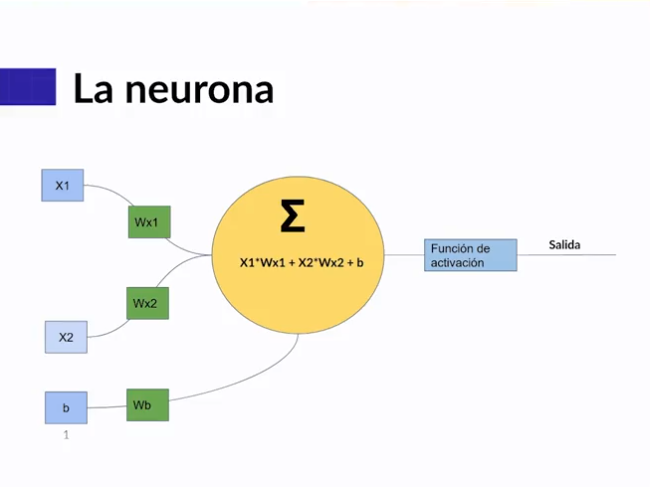 La neurona
X1
Wx1
Σ
X1*Wx1 + X2*Wx2 + b
Función de
activación
Salida
Wx2
X2
b
Wb
1